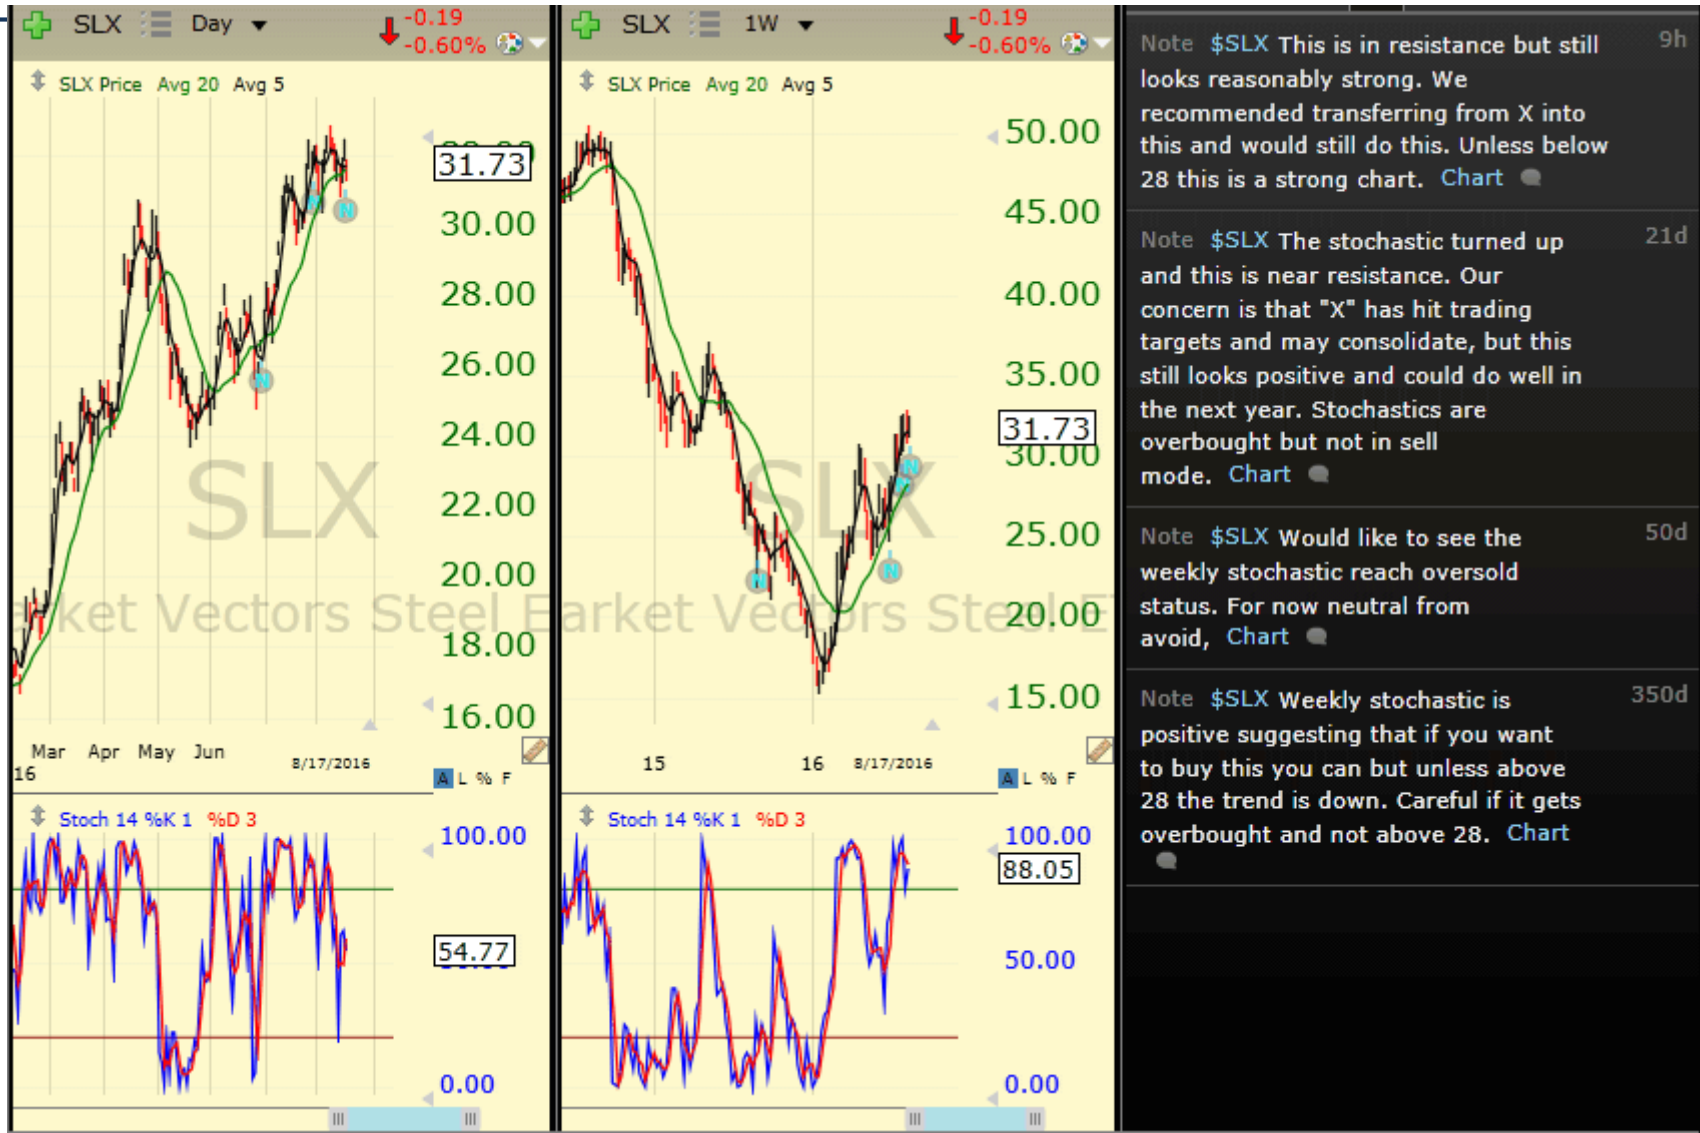 SLX Day -0.19
-0.60%
SLX Price Avg 20 Avg 5
31.73
30.00
28.00
26.00
24.00
22.00
20.00
18.00
16.00
N
N
N
SLX
arket Vectors Steel E
Mar Apr May Jun
16
8/17/2016
A L % F
Stoch 14 %K 1 %D 3
100.00
54.77
0.00
SLX 1W -0.19
-0.60%
SLX Price Avg 20 Avg 5
50.00
45.00
40.00
35.00
31.73
30.00
25.00
20.00
15.00
N
N
N
N
SLX
arket Vectors Steel ET
15 16 8/17/2016
A L % F
Stoch 14 %K 1 %D 3
100.00
88.05
50.00
0.00
Note $SLX This is in resistance but still 9h
looks reasonably strong. We
recommended transferring from X into
this and would still do this. Unless below
28 this is a strong chart. Chart
Note $SLX The stochastic turned up 21d
and this is near resistance. Our
concern is that "X" has hit trading
targets and may consolidate, but this
still looks positive and could do well in
the next year. Stochastics are
overbought but not in sell
mode. Chart
Note $SLX Would like to see the 50d
weekly stochastic reach oversold
status. For now neutral from
avoid, Chart
Note $SLX Weekly stochastic is 350d
positive suggesting that if you want
to buy this you can but unless above
28 the trend is down. Careful if it gets
overbought and not above 28. Chart